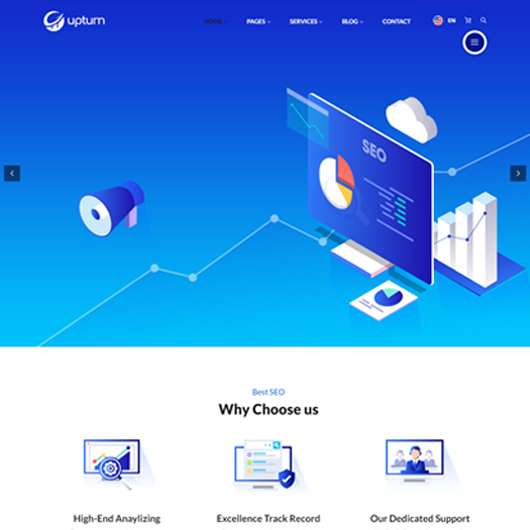 upturn
HOME PAGES SERVICES BLOG CONTACT EN
SEO
Best SEO
Why Choose us
High-End Anaylizing
Excellence Track Record
Our Dedicated Support